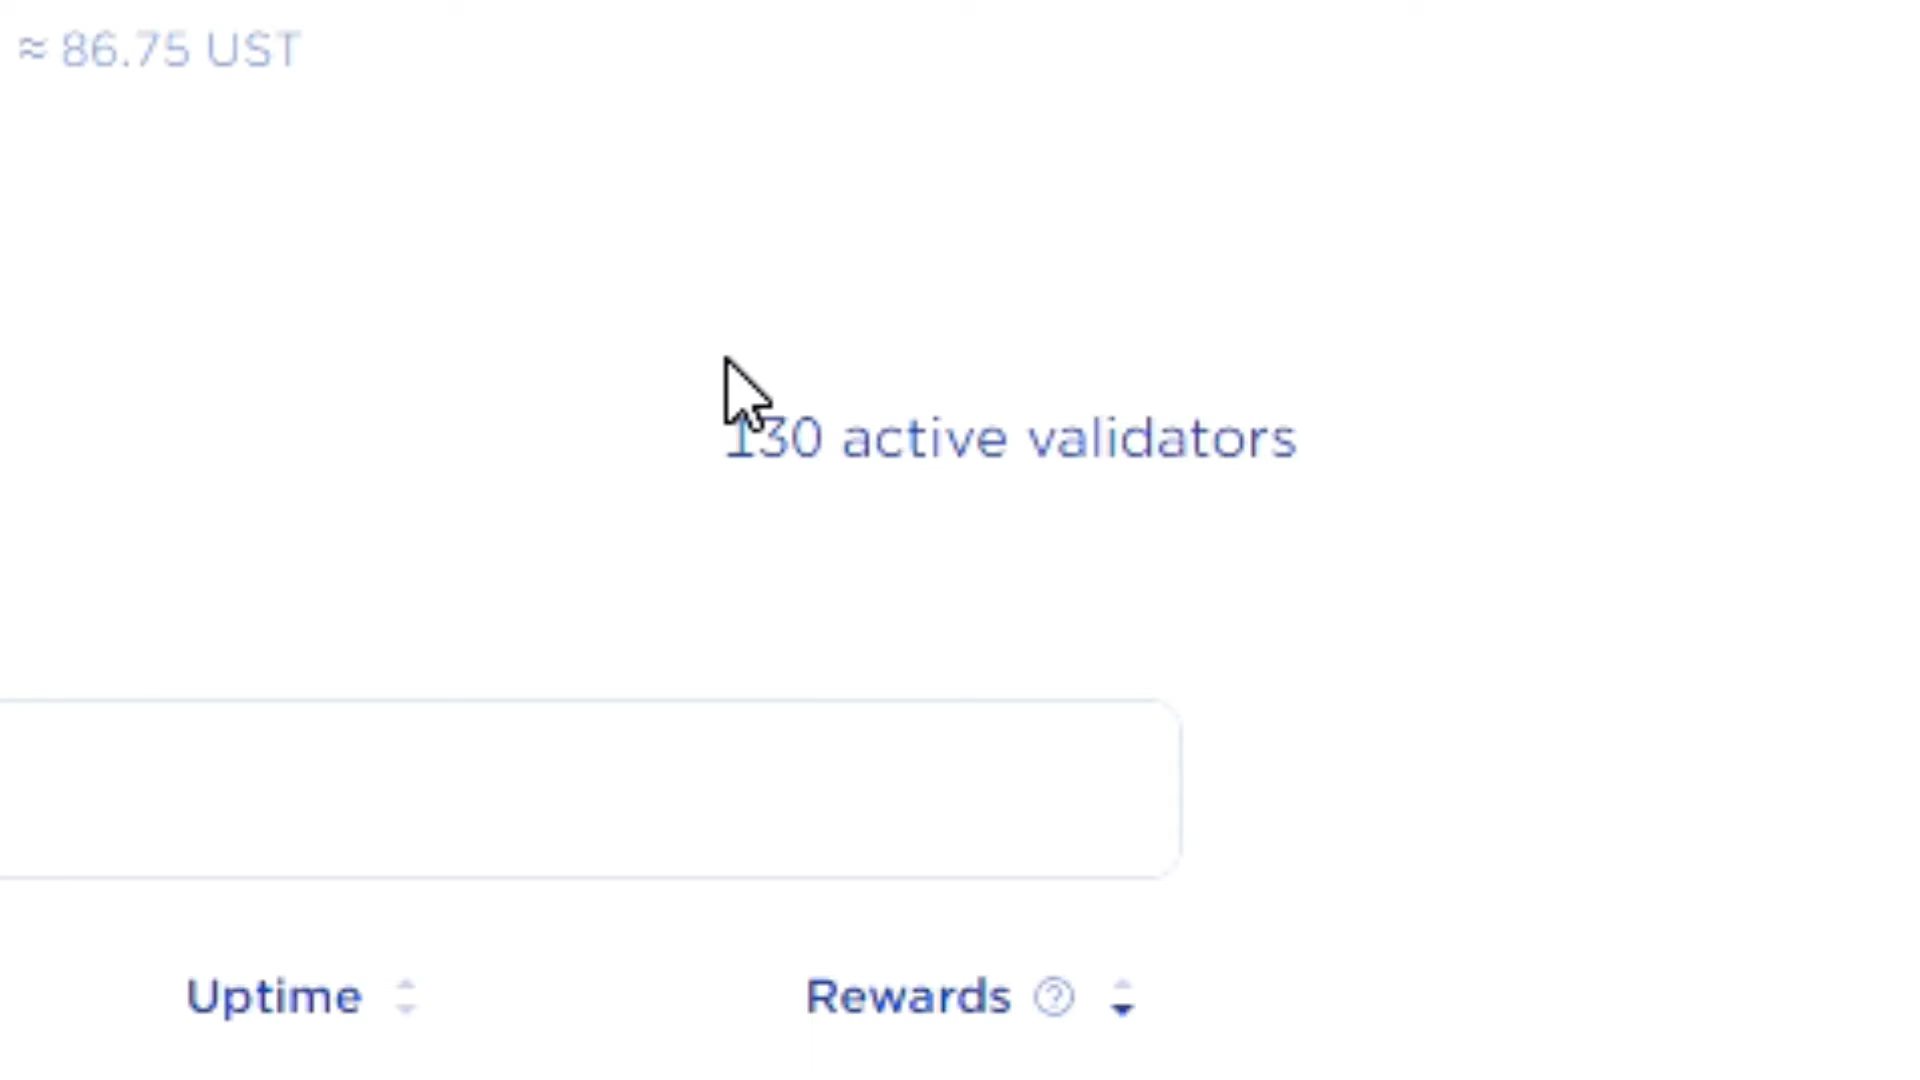 ≈ 86.75 UST
130 active validators
Uptime
Rewards ?